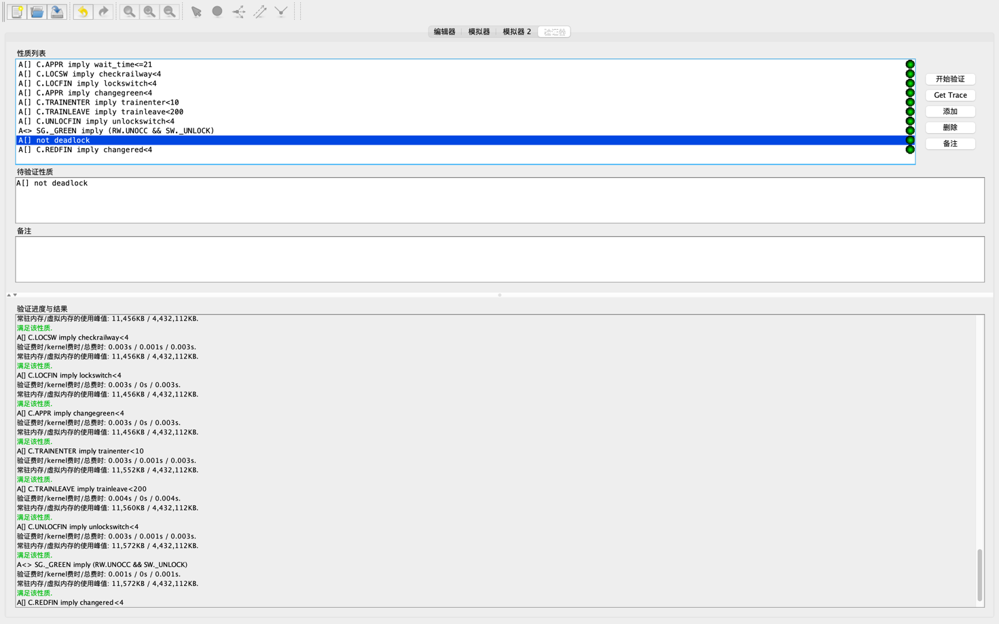 编辑器 模拟器 模拟器 2 验证器
性质列表
A[] C.APPR imply wait_time<=21
A[] C.LOCSW imply checkrailway<4
A[] C.LOCFIN imply lockswitch<4
A[] C.APPR imply changegreen<4
A[] C.TRAINENTER imply trainenter<10
A[] C.TRAINLEAVE imply trainleave<200
A[] C.UNLOCFIN imply unlockswitch<4
A<> SG._GREEN imply (RW.UNOCC && SW._UNLOCK)
A[] not deadlock
A[] C.REDFIN imply changered<4
开始验证
Get Trace
添加
删除
备注
待验证性质
A[] not deadlock
备注
验证进度与结果
常驻内存/虚拟内存的使用峰值: 11,456KB / 4,432,112KB.
满足该性质.
A[] C.LOCSW imply checkrailway<4
验证费时/kernel费时/总费时: 0.003s / 0.001s / 0.003s.
常驻内存/虚拟内存的使用峰值: 11,456KB / 4,432,112KB.
满足该性质.
A[] C.LOCFIN imply lockswitch<4
验证费时/kernel费时/总费时: 0.003s / 0s / 0.003s.
常驻内存/虚拟内存的使用峰值: 11,456KB / 4,432,112KB.
满足该性质.
A[] C.APPR imply changegreen<4
验证费时/kernel费时/总费时: 0.003s / 0s / 0.003s.
常驻内存/虚拟内存的使用峰值: 11,456KB / 4,432,112KB.
满足该性质.
A[] C.TRAINENTER imply trainenter<10
验证费时/kernel费时/总费时: 0.003s / 0.001s / 0.003s.
常驻内存/虚拟内存的使用峰值: 11,552KB / 4,432,112KB.
满足该性质.
A[] C.TRAINLEAVE imply trainleave<200
验证费时/kernel费时/总费时: 0.004s / 0s / 0.004s.
常驻内存/虚拟内存的使用峰值: 11,560KB / 4,432,112KB.
满足该性质.
A[] C.UNLOCFIN imply unlockswitch<4
验证费时/kernel费时/总费时: 0.003s / 0.001s / 0.003s.
常驻内存/虚拟内存的使用峰值: 11,572KB / 4,432,112KB.
满足该性质.
A<> SG._GREEN imply (RW.UNOCC && SW._UNLOCK)
验证费时/kernel费时/总费时: 0.001s / 0s / 0.001s.
常驻内存/虚拟内存的使用峰值: 11,572KB / 4,432,112KB.
满足该性质.
A[] C.REDFIN imply changered<4